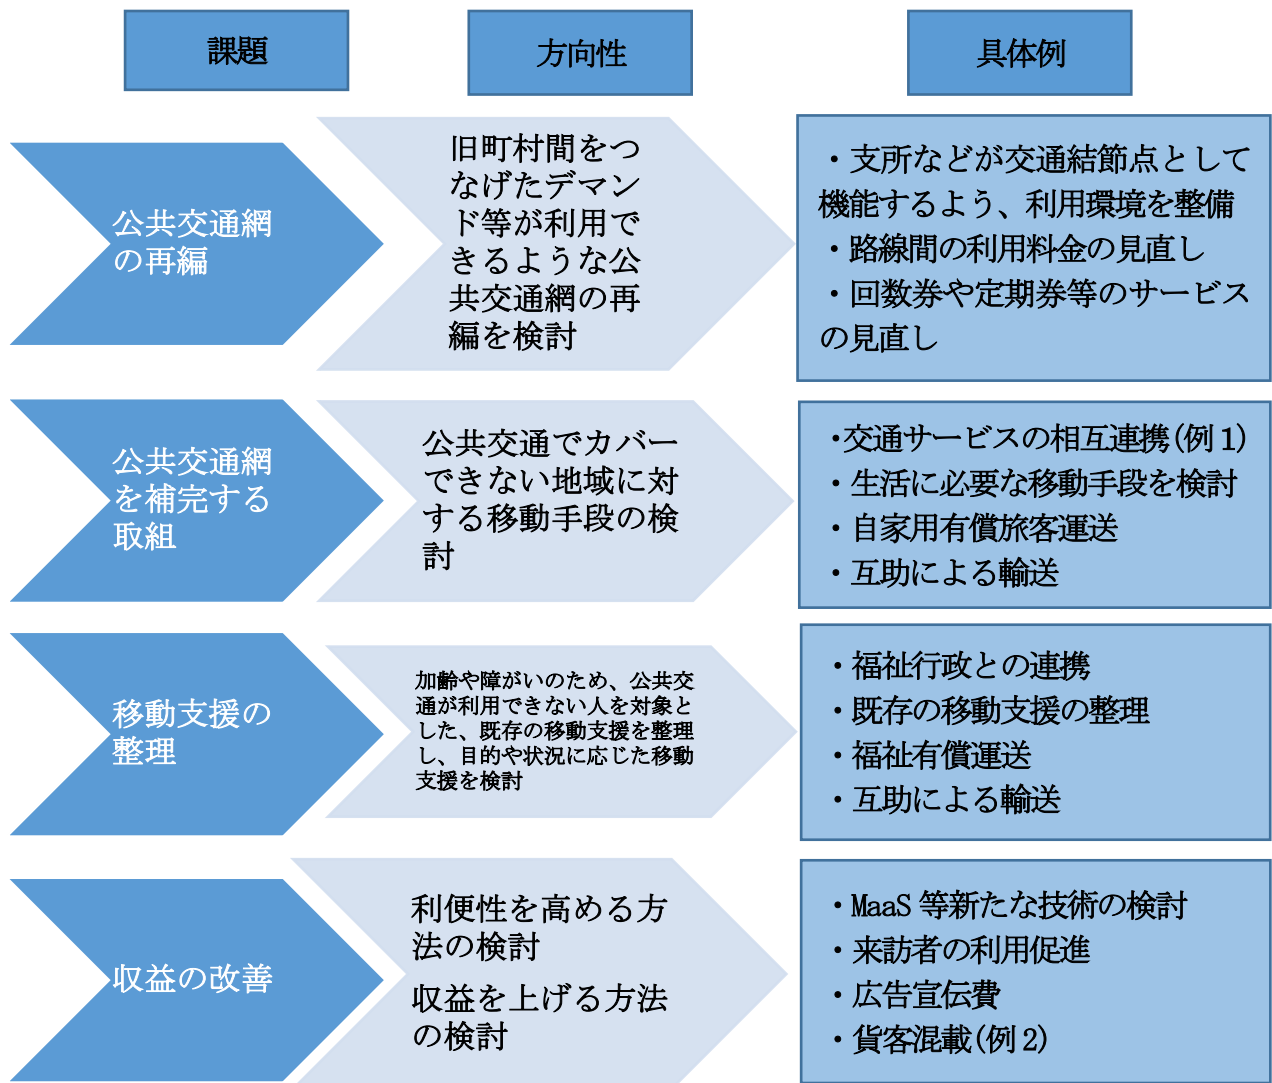 課題
方向性
具体例
公共交通網
の再編
旧町村間をつ
なげたデマン
ド等が利用で
きるような公
共交通網の再
編を検討
・支所などが交通結節点として
機能するよう、利用環境を整備
・路線間の利用料金の見直し
・回数券や定期券等のサービス
の見直し
公共交通網
を補完する
取組
公共交通でカバー
できない地域に対
する移動手段の検
討
・交通サービスの相互連携(例1)
・生活に必要な移動手段を検討
・自家用有償旅客運送
・互助による輸送
移動支援の
整理
加齢や障がいのため、公共交
通が利用できない人を対象と
した、既存の移動支援を整理
し、目的や状況に応じた移動
支援を検討
・福祉行政との連携
・既存の移動支援の整理
・福祉有償運送
・互助による輸送
収益の改善
利便性を高める方
法の検討
収益を上げる方法
の検討
・MaaS等新たな技術の検討
・来訪者の利用促進
・広告宣伝費
・貨客混載(例2)